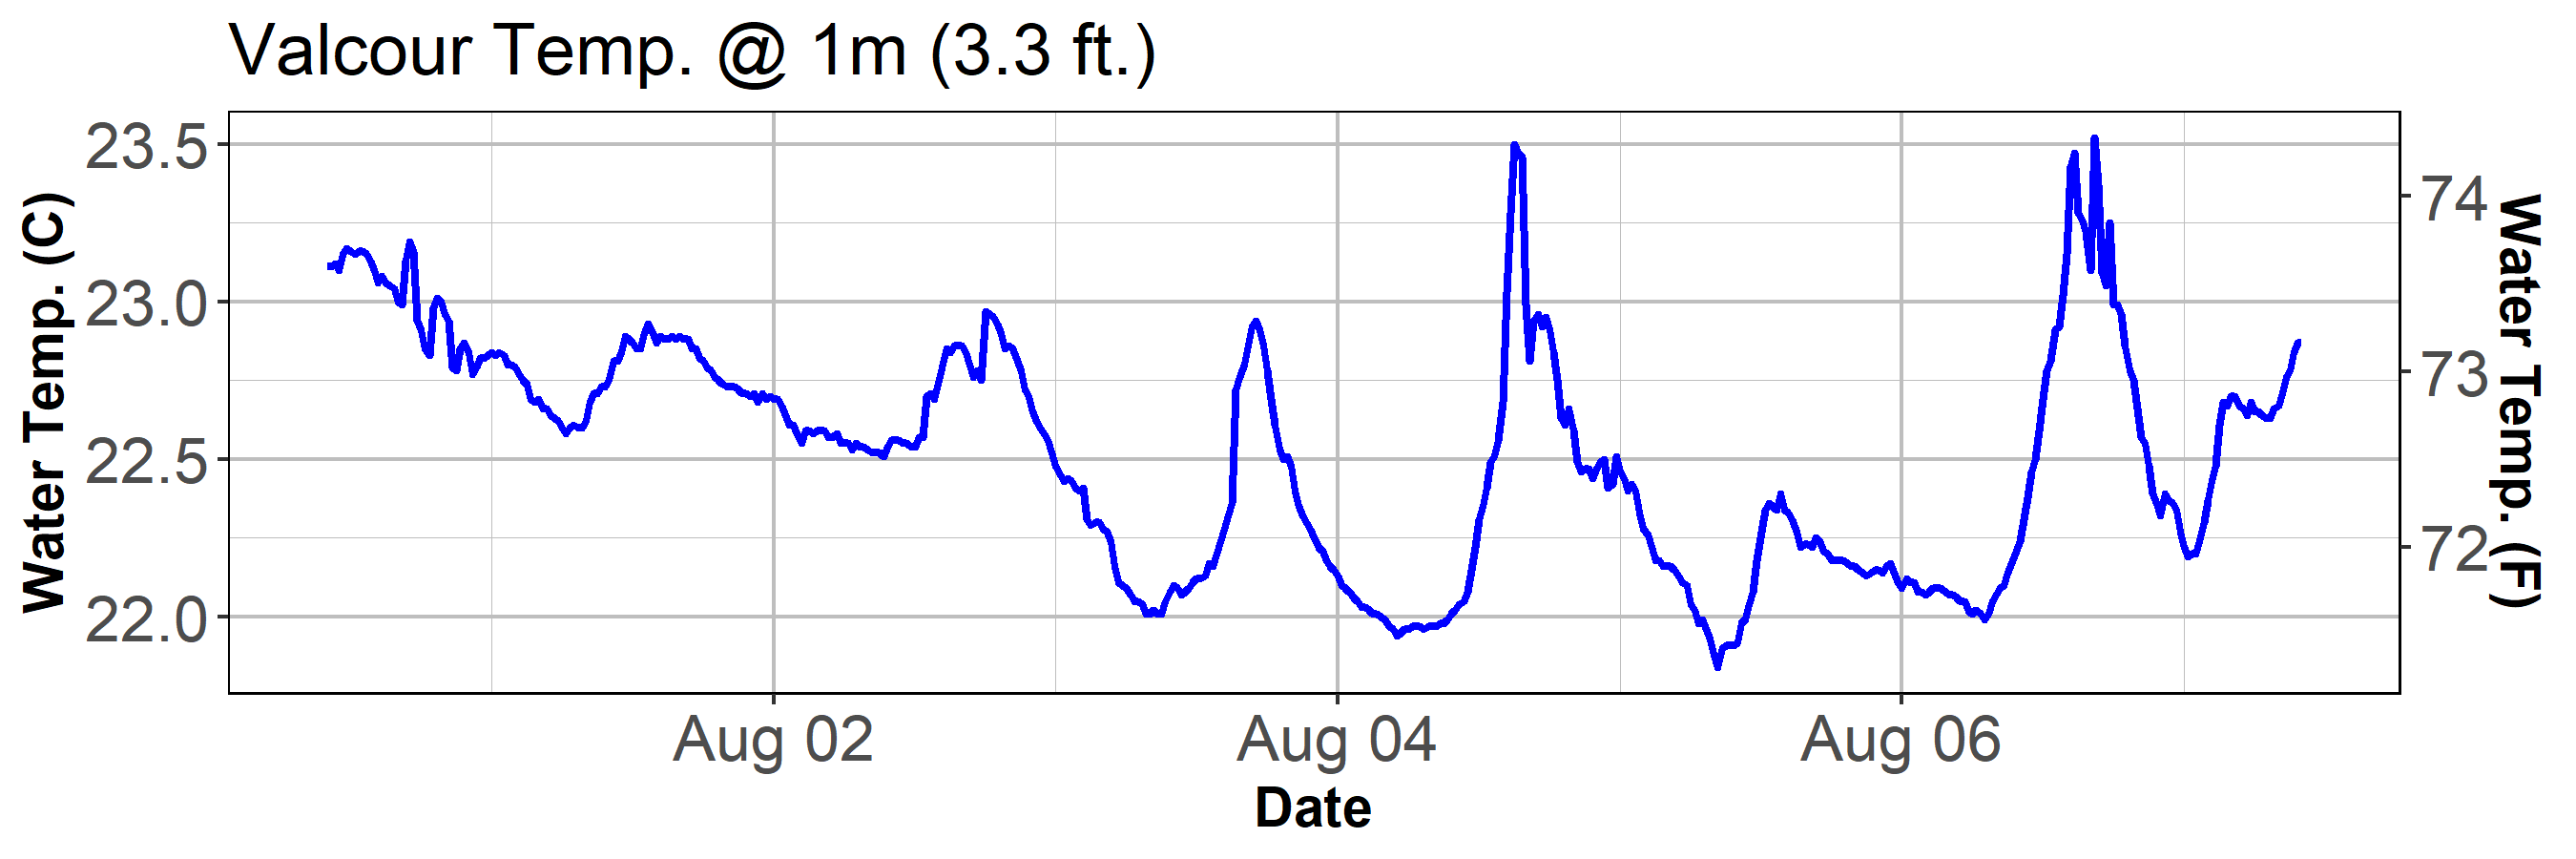 Valcour Temp. @ 1m (3.3 ft.)
Water Temp. (C)
23.5
23.0
22.5
22.0
74
73
72
Water Temp. (F)
Aug 02
Aug 04
Aug 06
Date